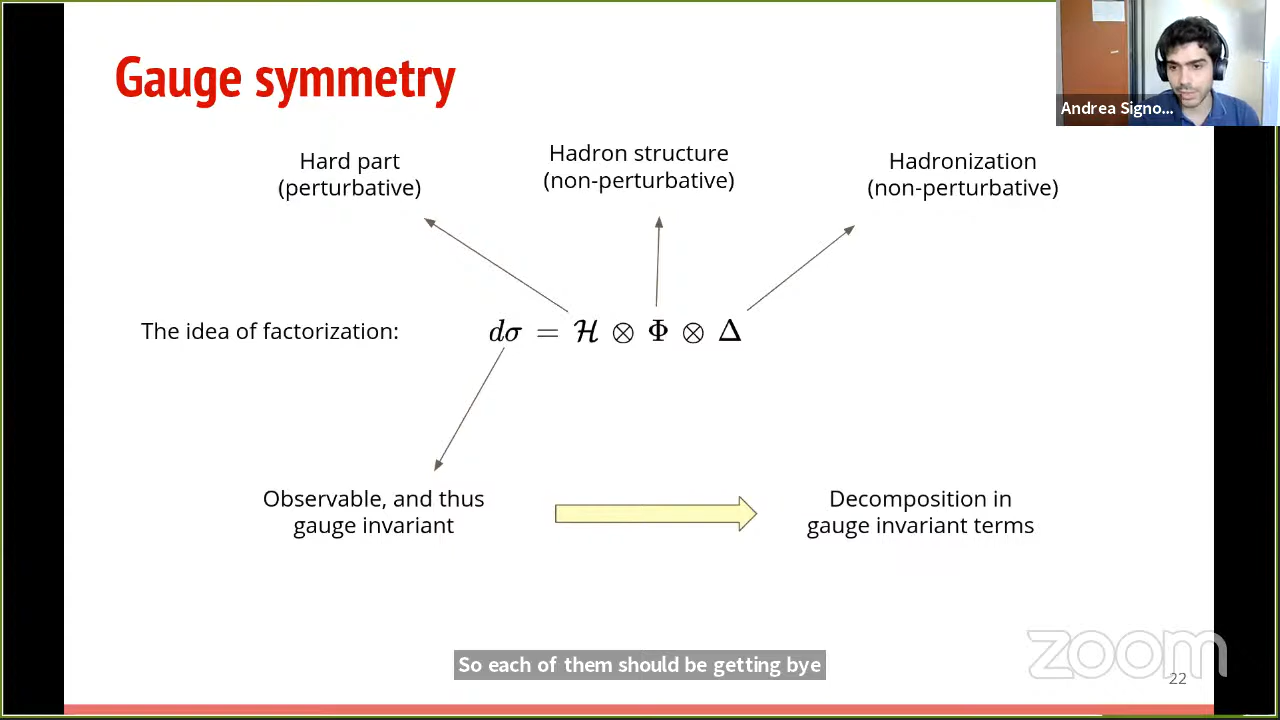 Gauge symmetry
Andrea Signo...
Hard part
(perturbative)
Hadron structure
(non-perturbative)
Hadronization
(non-perturbative)
The idea of factorization:
dσ = ℋ ⊗ Φ ⊗ Δ
Observable, and thus
gauge invariant
Decomposition in
gauge invariant terms
So each of them should be getting bye
zoom
22